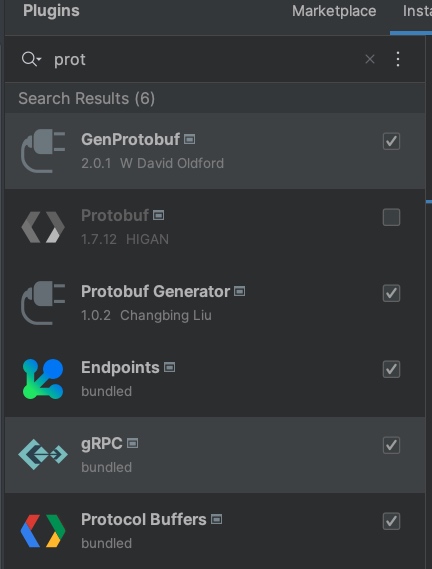 Plugins
Marketplace Insta
prot
Search Results (6)
GenProtobuf
2.0.1 W David Oldford
Protobuf
1.7.12 HIGAN
Protobuf Generator
1.0.2 Changbing Liu
Endpoints
bundled
gRPC
bundled
Protocol Buffers
bundled